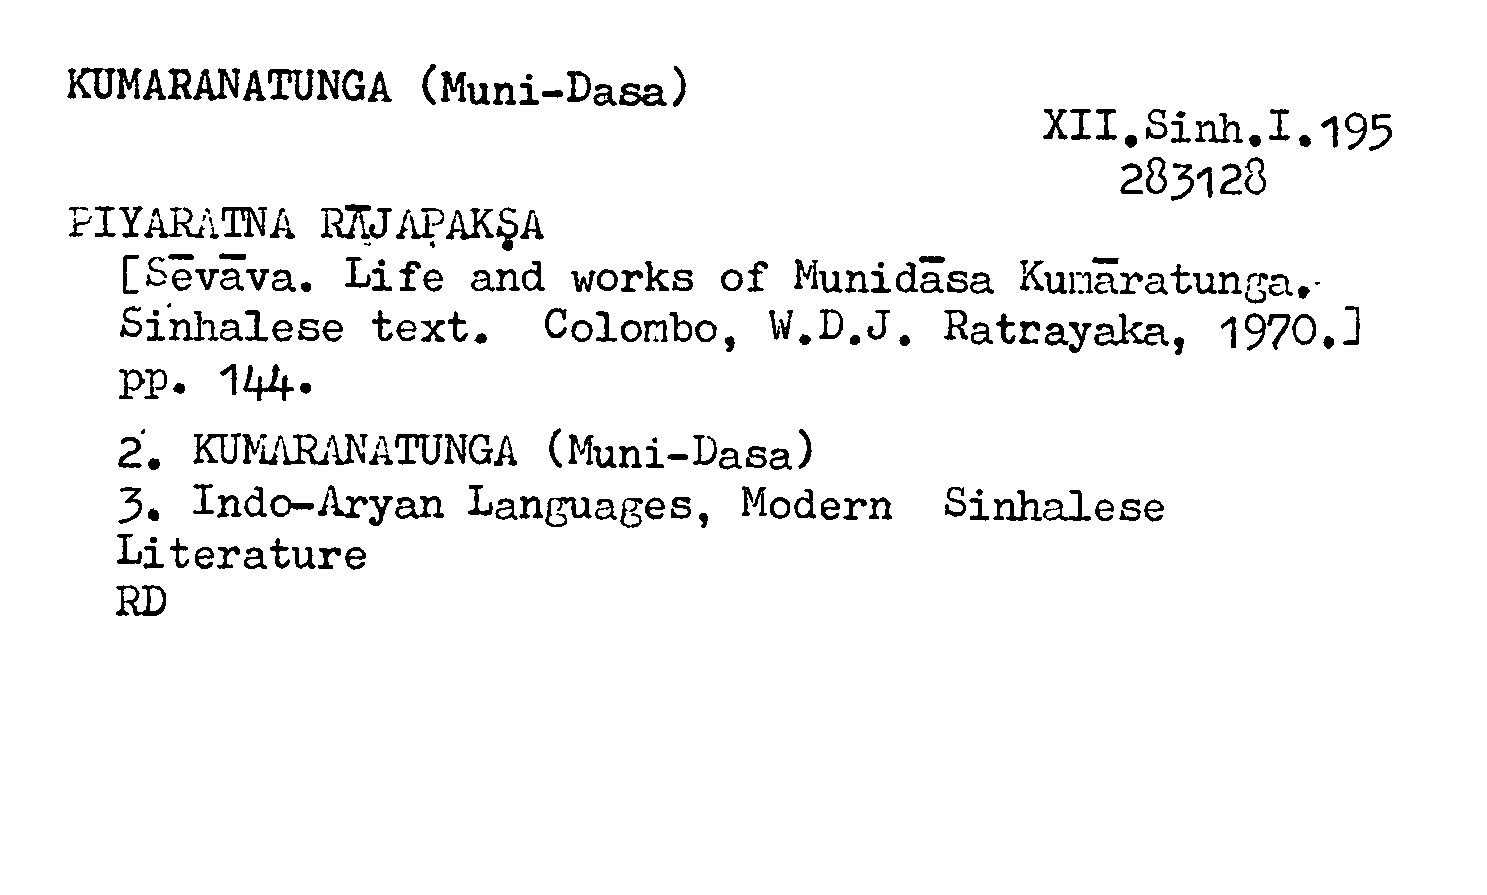 KUMARANATUNGA (Muni-Dasa)
XII.Sinh.I.195
283128
PIYARATNA RĀJAPAKṢA
[Sēvāva. Life and works of Munidāsa Kumāratunga.
Sinhalese text. Colombo, W.D.J. Ratnayaka, 1970.]
pp. 144.
2. KUMARANATUNGA (Muni-Dasa)
3. Indo-Aryan Languages, Modern Sinhalese
Literature
RD